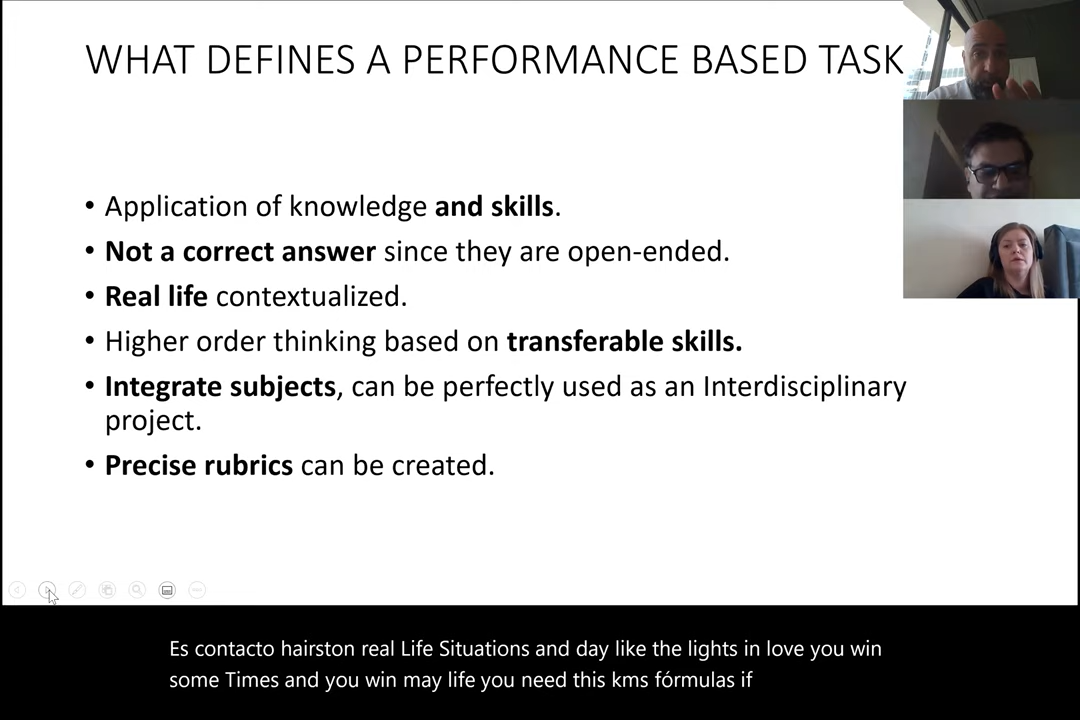 WHAT DEFINES A PERFORMANCE BASED TASK
• Application of knowledge and skills.
• Not a correct answer since they are open-ended.
• Real life contextualized.
• Higher order thinking based on transferable skills.
• Integrate subjects, can be perfectly used as an Interdisciplinary
project.
• Precise rubrics can be created.
Es contacto hairston real Life Situations and day like the lights in love you win
some Times and you win may life you need this kms fórmulas if